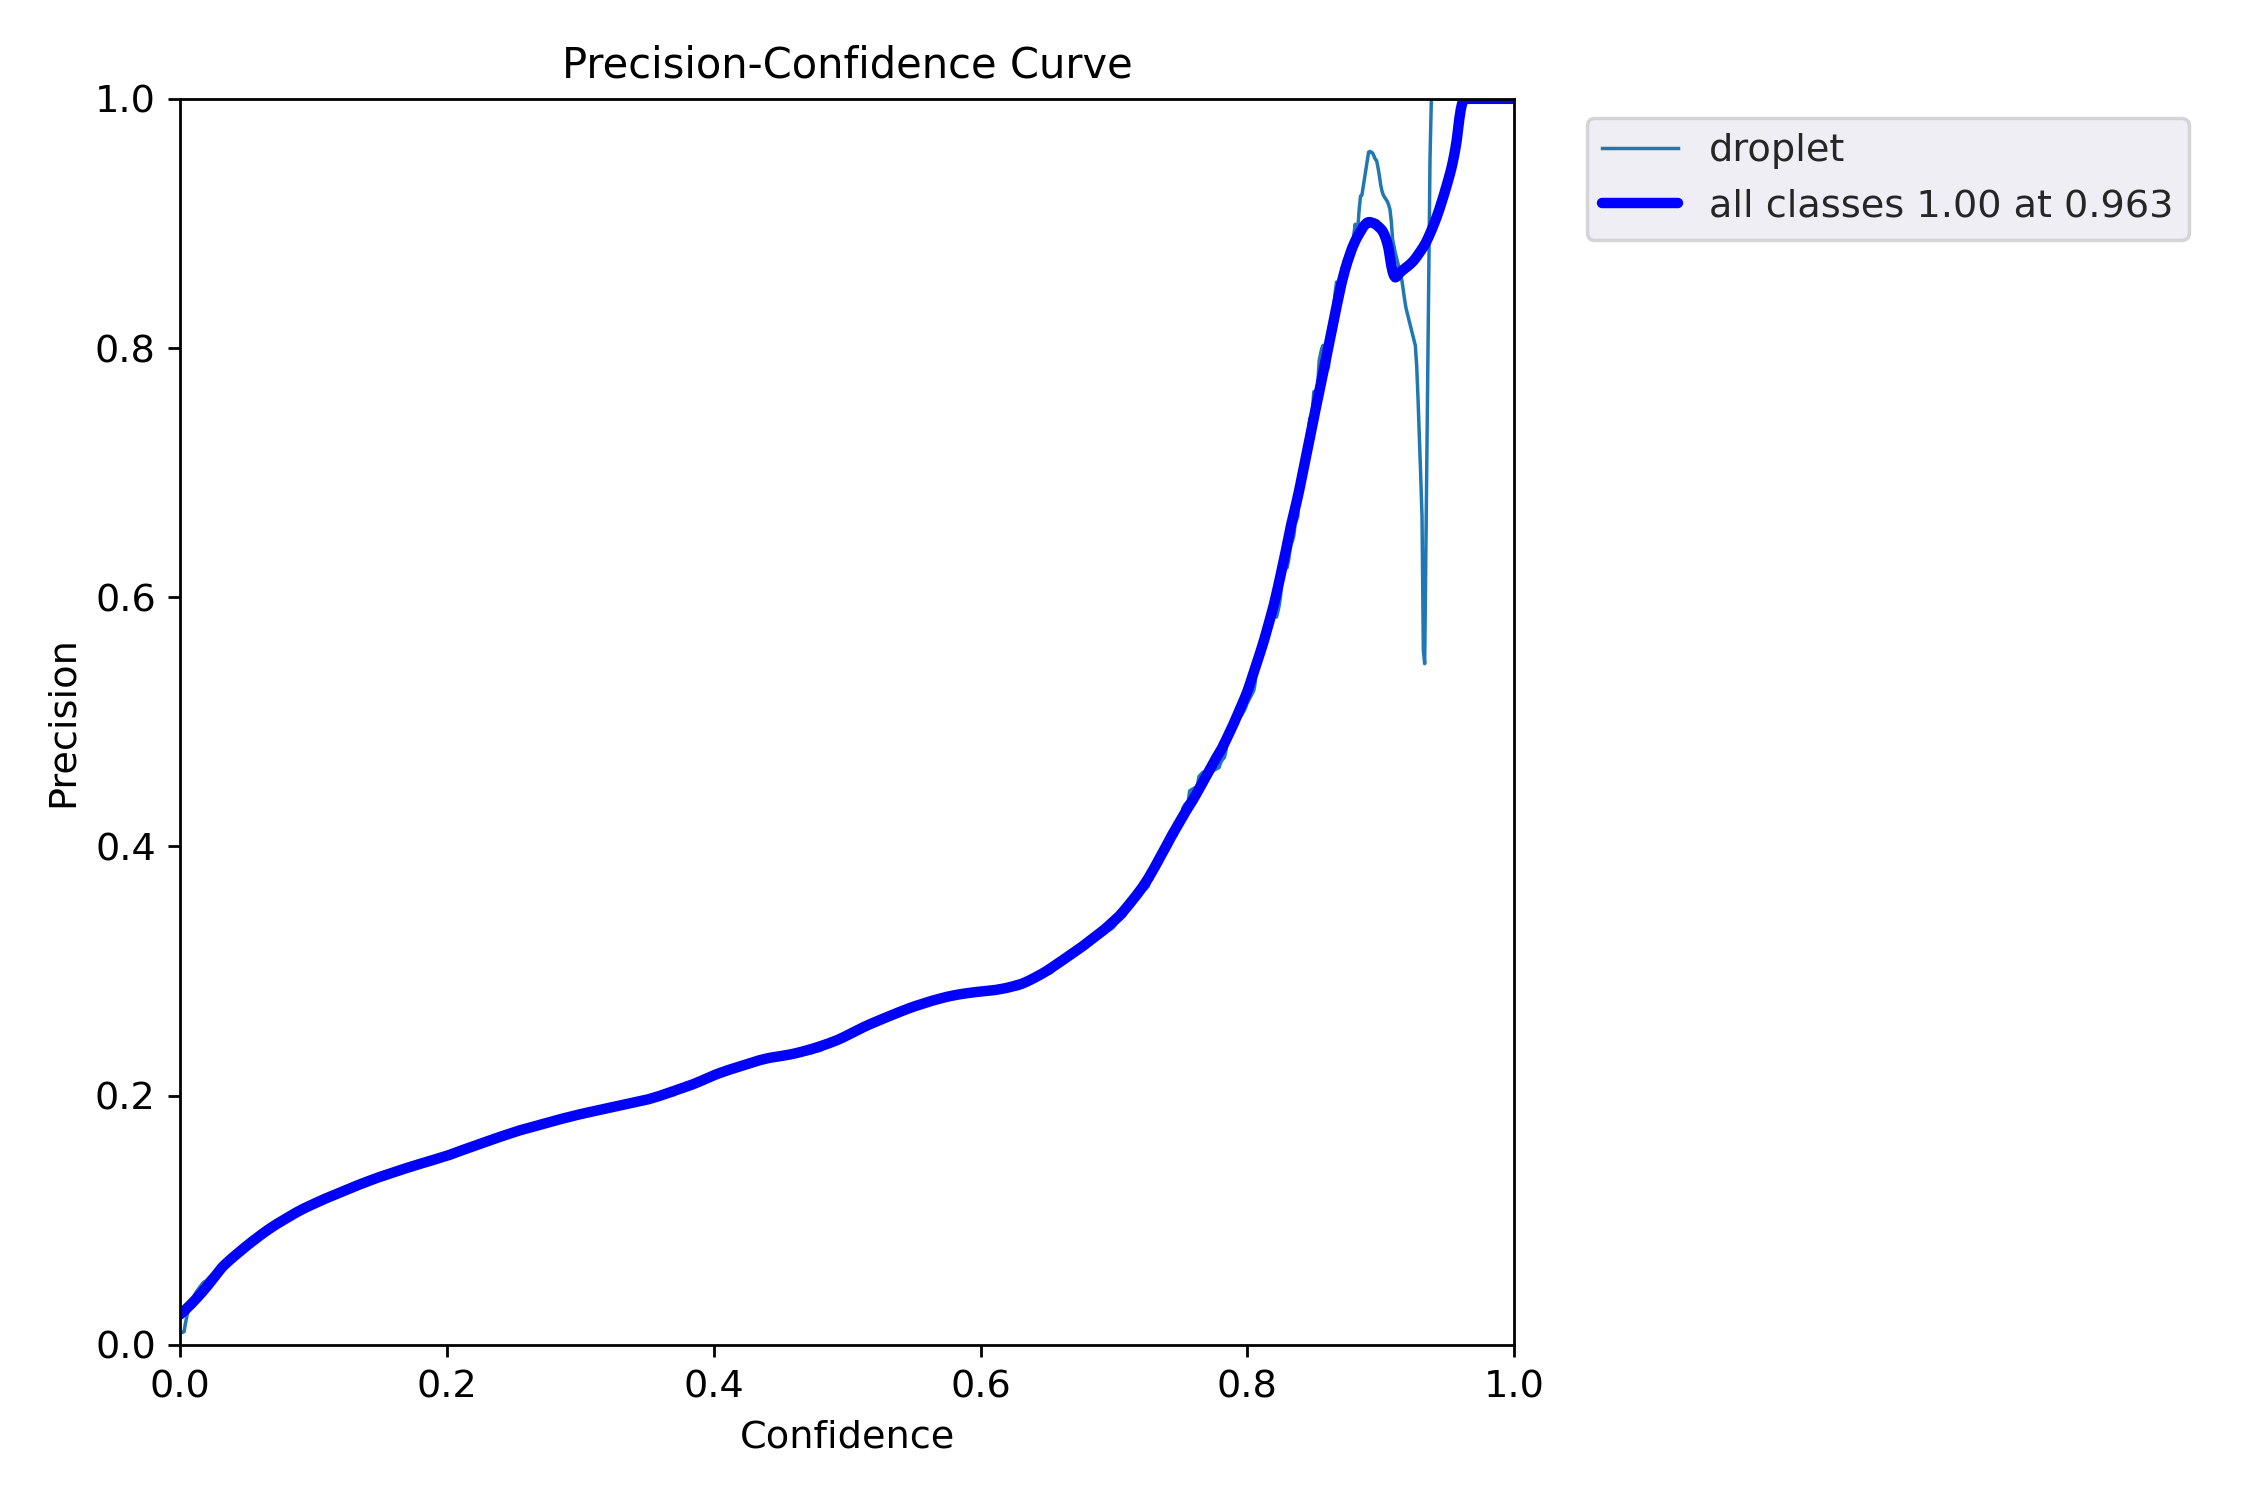 Precision-Confidence Curve
1.0
0.8
0.6
0.4
0.2
0.0
Precision
0.0 0.2 0.4 0.6 0.8 1.0
Confidence
droplet
all classes 1.00 at 0.963